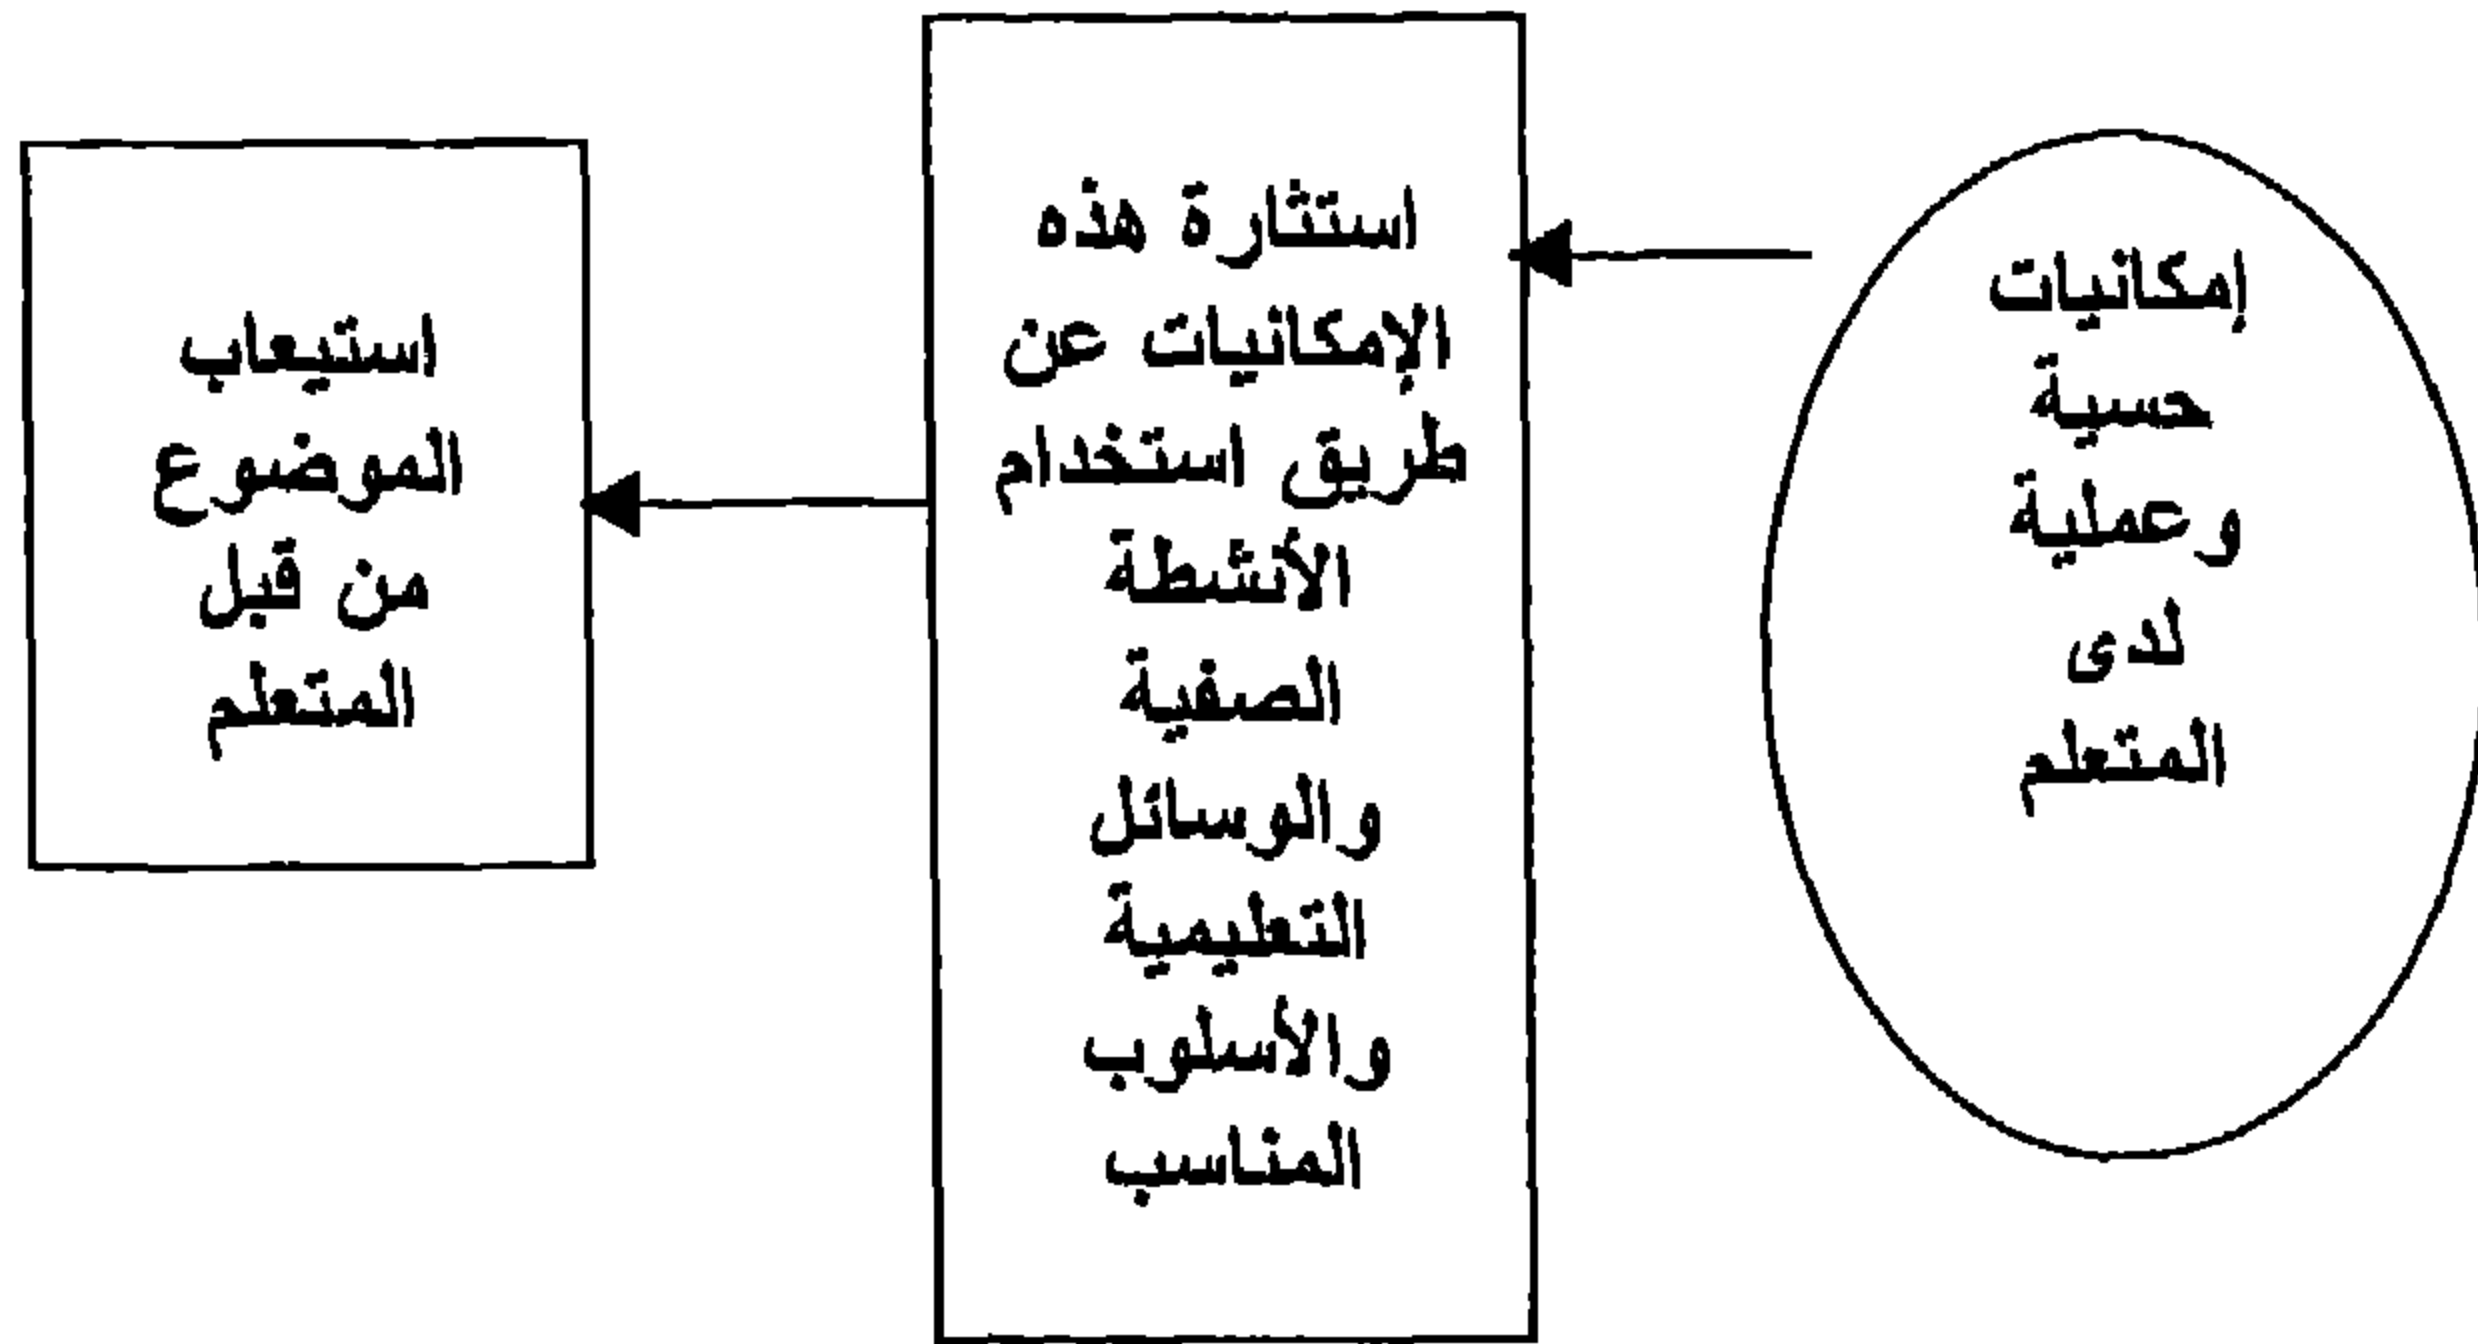 إمكانيات
حسية
وعملية
لدى
المتعلم
استثارة هذه
الإمكانيات عن
طريق استخدام
الأنشطة
الصفية
والوسائل
التعليمية
والأسلوب
المناسب
استيعاب
الموضوع
من قبل
المتعلم